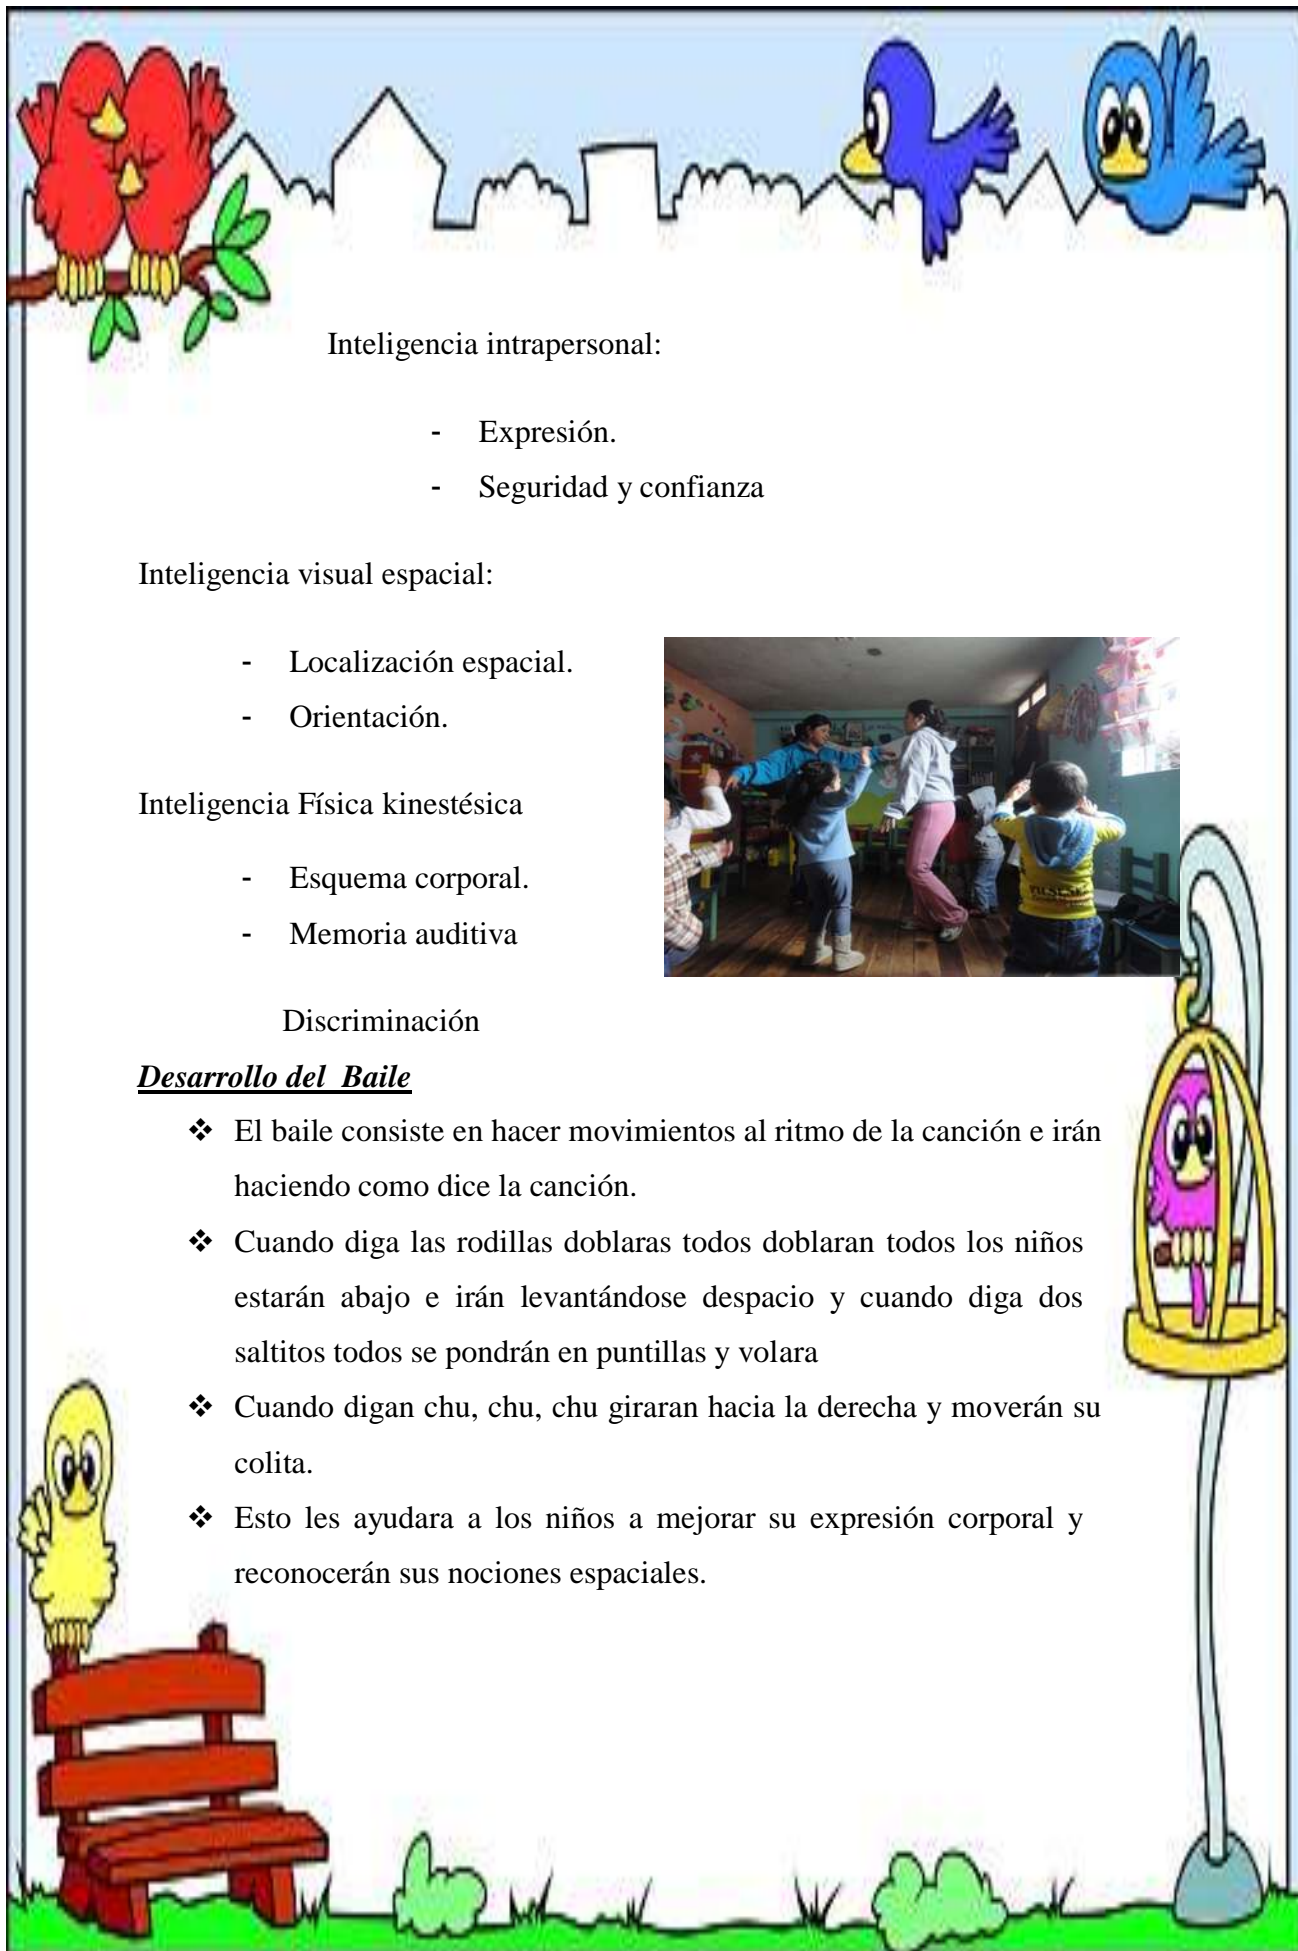 Inteligencia intrapersonal:
- Expresión.
- Seguridad y confianza
Inteligencia visual espacial:
- Localización espacial.
- Orientación.
Inteligencia Física kinestésica
- Esquema corporal.
- Memoria auditiva
Discriminación
Desarrollo del Baile
❖ El baile consiste en hacer movimientos al ritmo de la canción e irán
haciendo como dice la canción.
❖ Cuando diga las rodillas doblaras todos doblaran todos los niños
estarán abajo e irán levantándose despacio y cuando diga dos
saltitos todos se pondrán en puntillas y volara
❖ Cuando digan chu, chu, chu giraran hacia la derecha y moverán su
colita.
❖ Esto les ayudara a los niños a mejorar su expresión corporal y
reconocerán sus nociones espaciales.